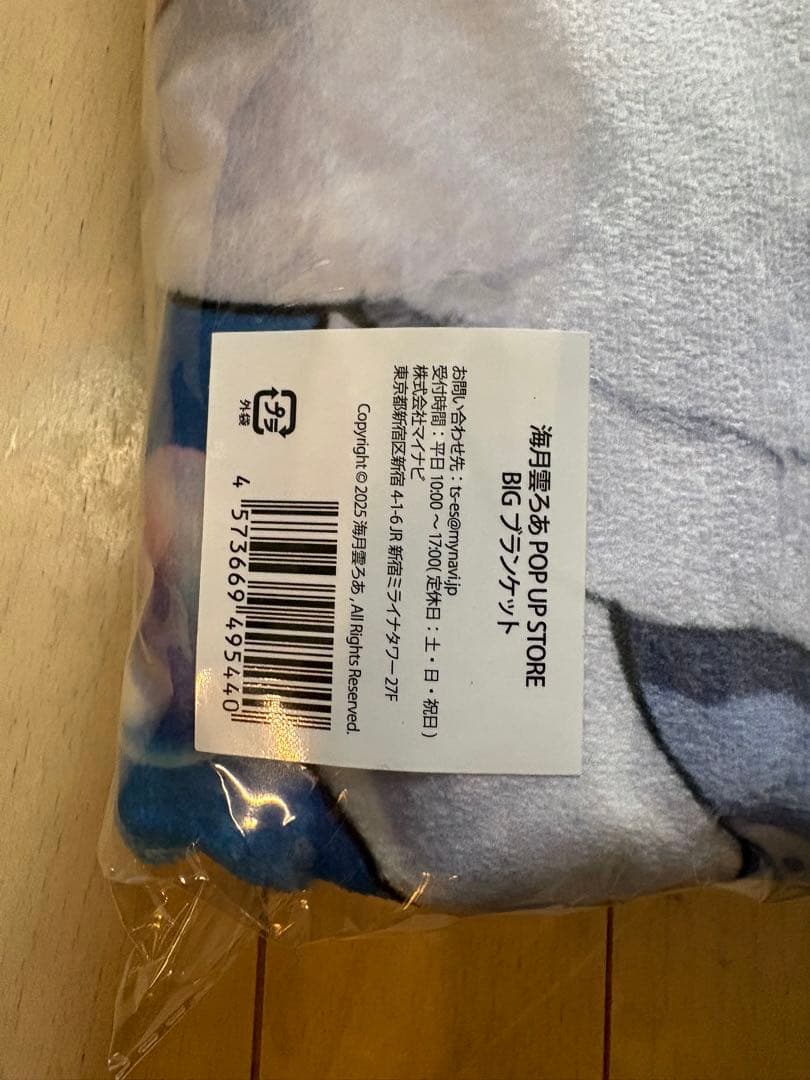 海月雲ろあ POP UP STORE
BIG ブランケット
お問い合わせ先：ts-es@mynavi.jp
受付時間：平日 10:00 ～ 17:00( 定休日：土・日・祝日 )
株式会社マイナビ
東京都新宿区新宿 4-1-6 JR 新宿ミライナタワー 27F
Copyright © 2025 海月雲ろあ , All Rights Reserved.
プラ
外袋
4 573669 495440